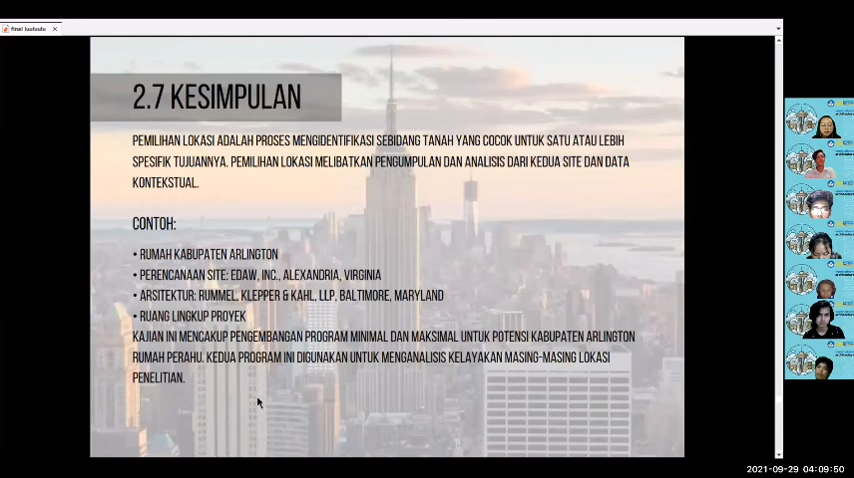 final luuluulu
2.7 KESIMPULAN
PEMILIHAN LOKASI ADALAH PROSES MENGIDENTIFIKASI SEBIDANG TANAH YANG COCOK UNTUK SATU ATAU LEBIH
SPESIFIK TUJUANNYA. PEMILIHAN LOKASI MELIBATKAN PENGUMPULAN DAN ANALISIS DARI KEDUA SITE DAN DATA
KONTEKSTUAL.
CONTOH:
• RUMAH KABUPATEN ARLINGTON
• PERENCANAAN SITE: EDAW, INC., ALEXANDRIA, VIRGINIA
• ARSITEKTUR: RUMMEL, KLEPPER & KAHL, LLP, BALTIMORE, MARYLAND
• RUANG LINGKUP PROYEK
KAJIAN INI MENCAKUP PENGEMBANGAN PROGRAM MINIMAL DAN MAKSIMAL UNTUK POTENSI KABUPATEN ARLINGTON
RUMAH PERAHU. KEDUA PROGRAM INI DIGUNAKAN UNTUK MENGANALISIS KELAYAKAN MASING-MASING LOKASI
PENELITIAN.
2021-09-29 04:09:50